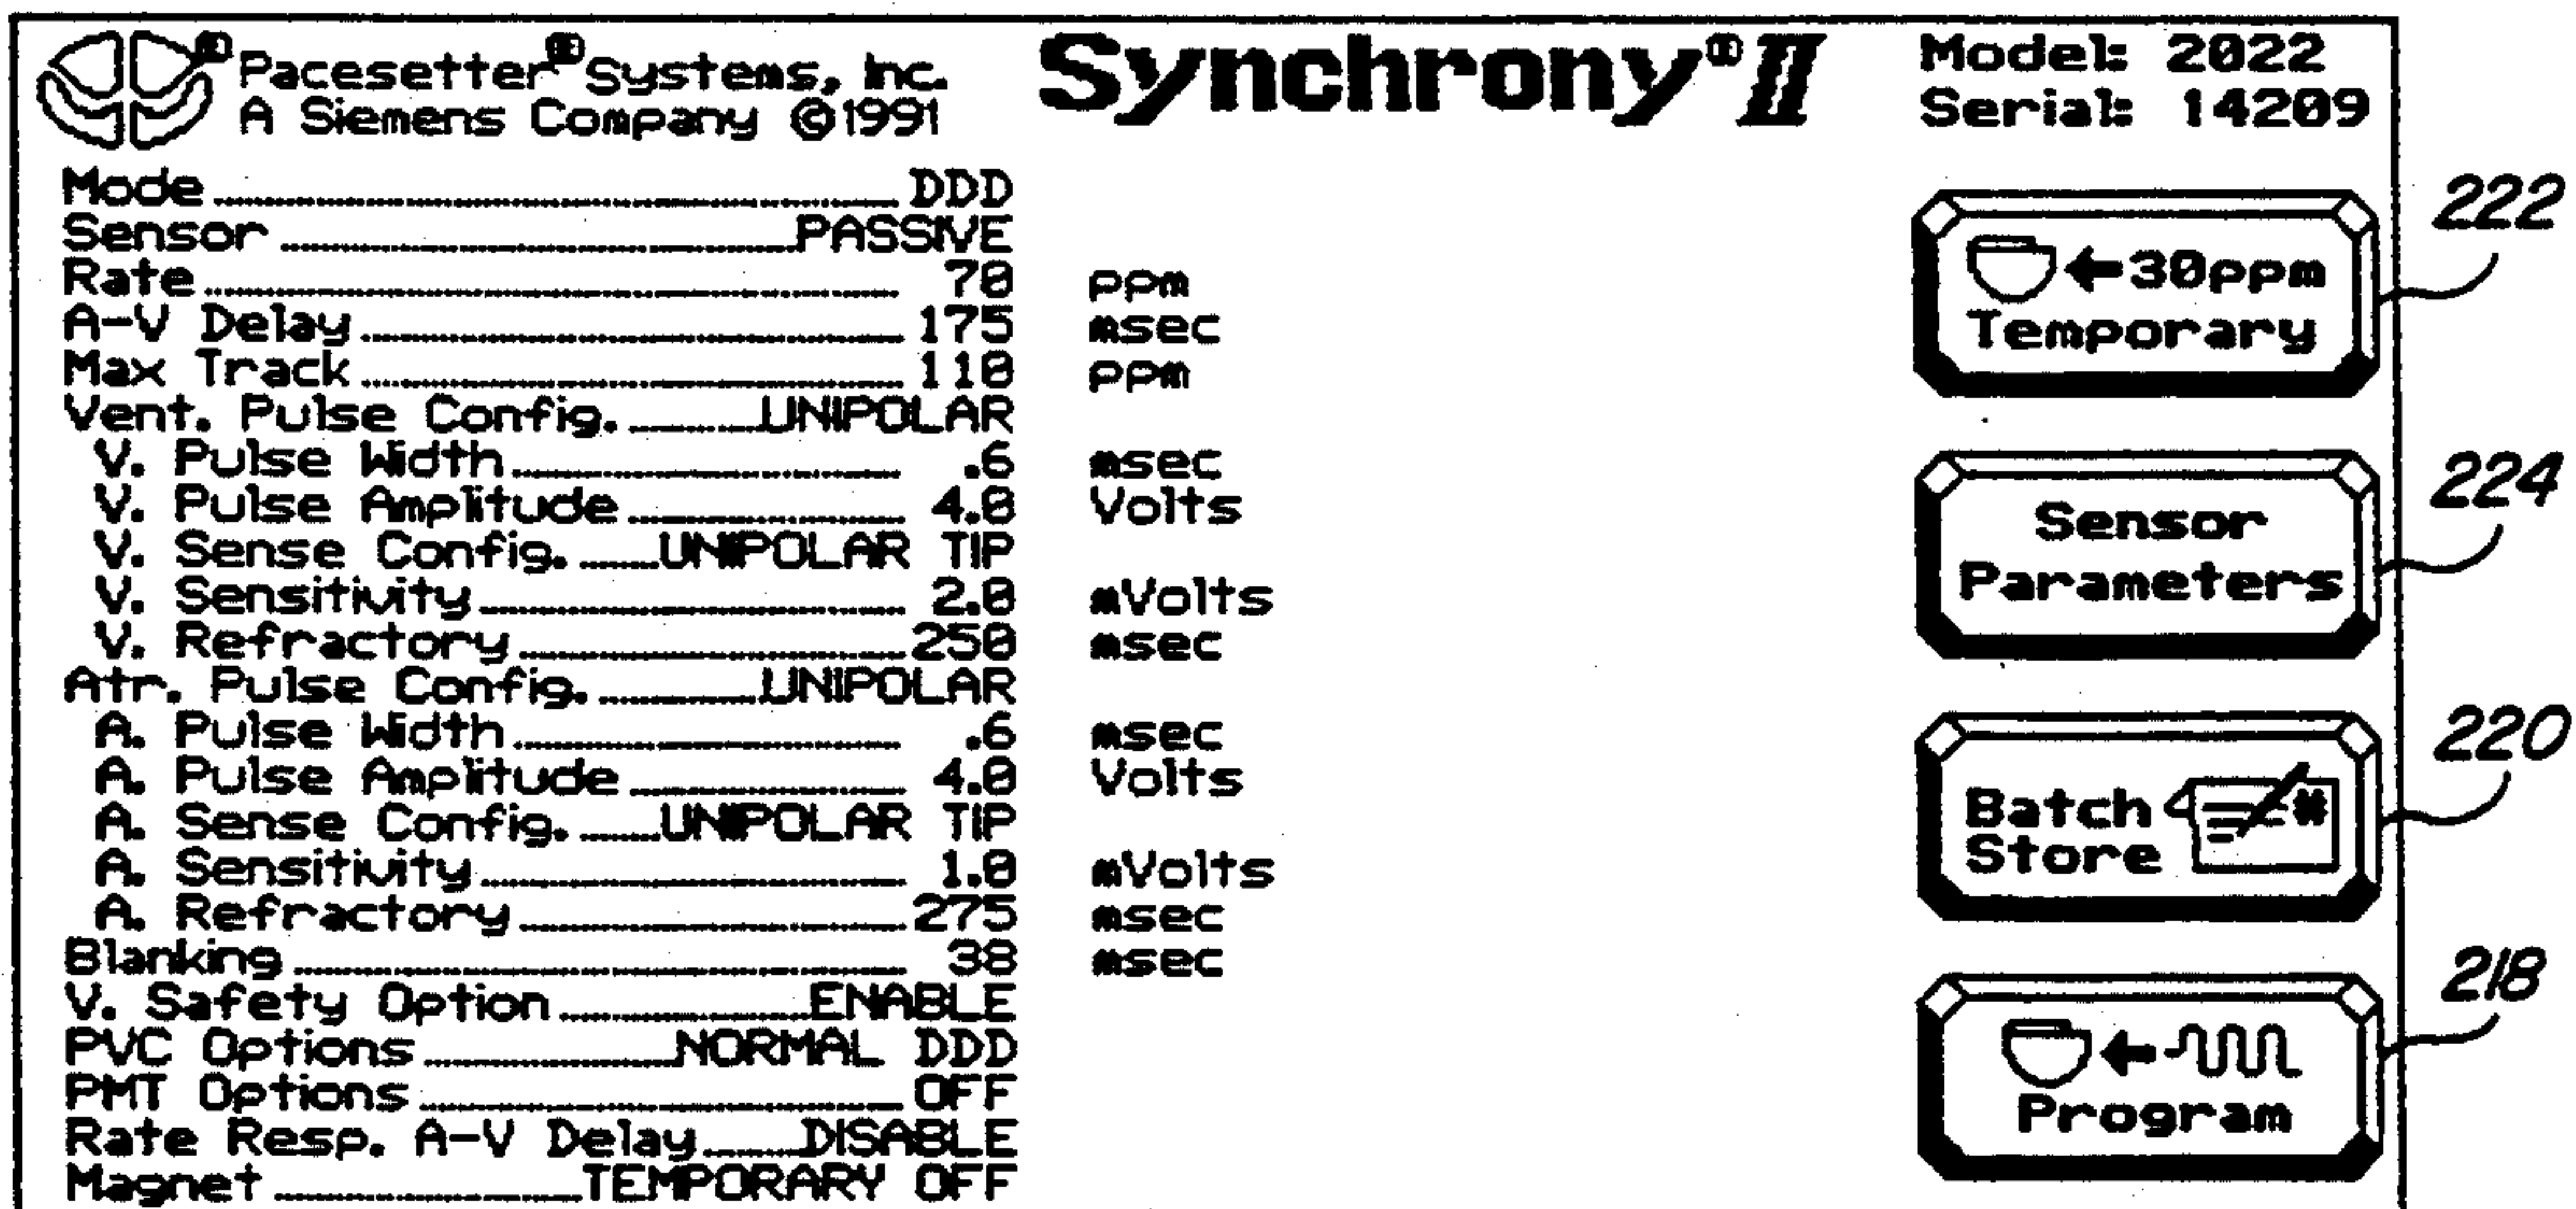 ® Pacesetter® Systems, Inc.
A Siemens Company ©1991
Synchrony® II
Model: 2022
Serial: 14209
Mode DDD
Sensor PASSIVE
Rate 70 ppm
A-V Delay 175 msec
Max Track 110 ppm
Vent. Pulse Config. UNIPOLAR
V. Pulse Width .6 msec
V. Pulse Amplitude 4.0 Volts
V. Sense Config. UNIPOLAR TIP
V. Sensitivity 2.0 mVolts
V. Refractory 250 msec
Atr. Pulse Config. UNIPOLAR
A. Pulse Width .6 msec
A. Pulse Amplitude 4.0 Volts
A. Sense Config. UNIPOLAR TIP
A. Sensitivity 1.0 mVolts
A. Refractory 275 msec
Blanking 38 msec
V. Safety Option ENABLE
PVC Options NORMAL DDD
PMT Options OFF
Rate Resp. A-V Delay DISABLE
Magnet TEMPORARY OFF
30ppm
Temporary
222
Sensor
Parameters
224
Batch #
Store
220
Program
218